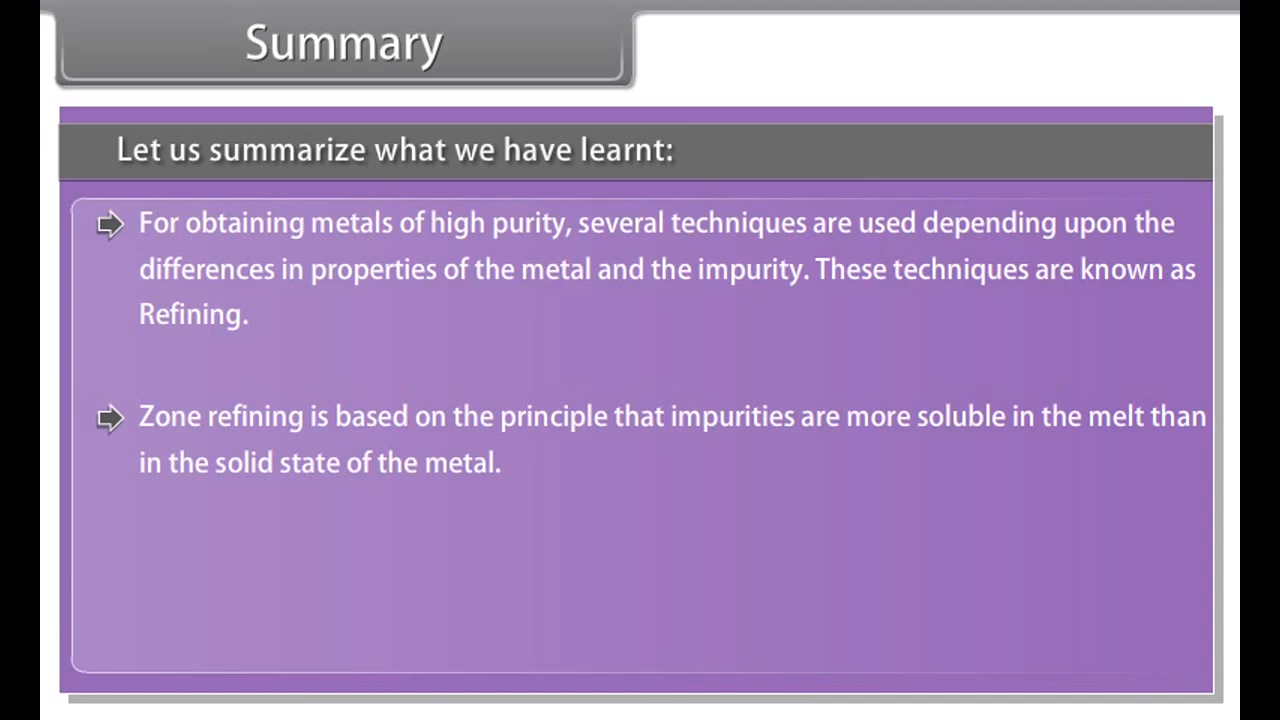 Summary
Let us summarize what we have learnt:
For obtaining metals of high purity, several techniques are used depending upon the
differences in properties of the metal and the impurity. These techniques are known as
Refining.
Zone refining is based on the principle that impurities are more soluble in the melt than
in the solid state of the metal.